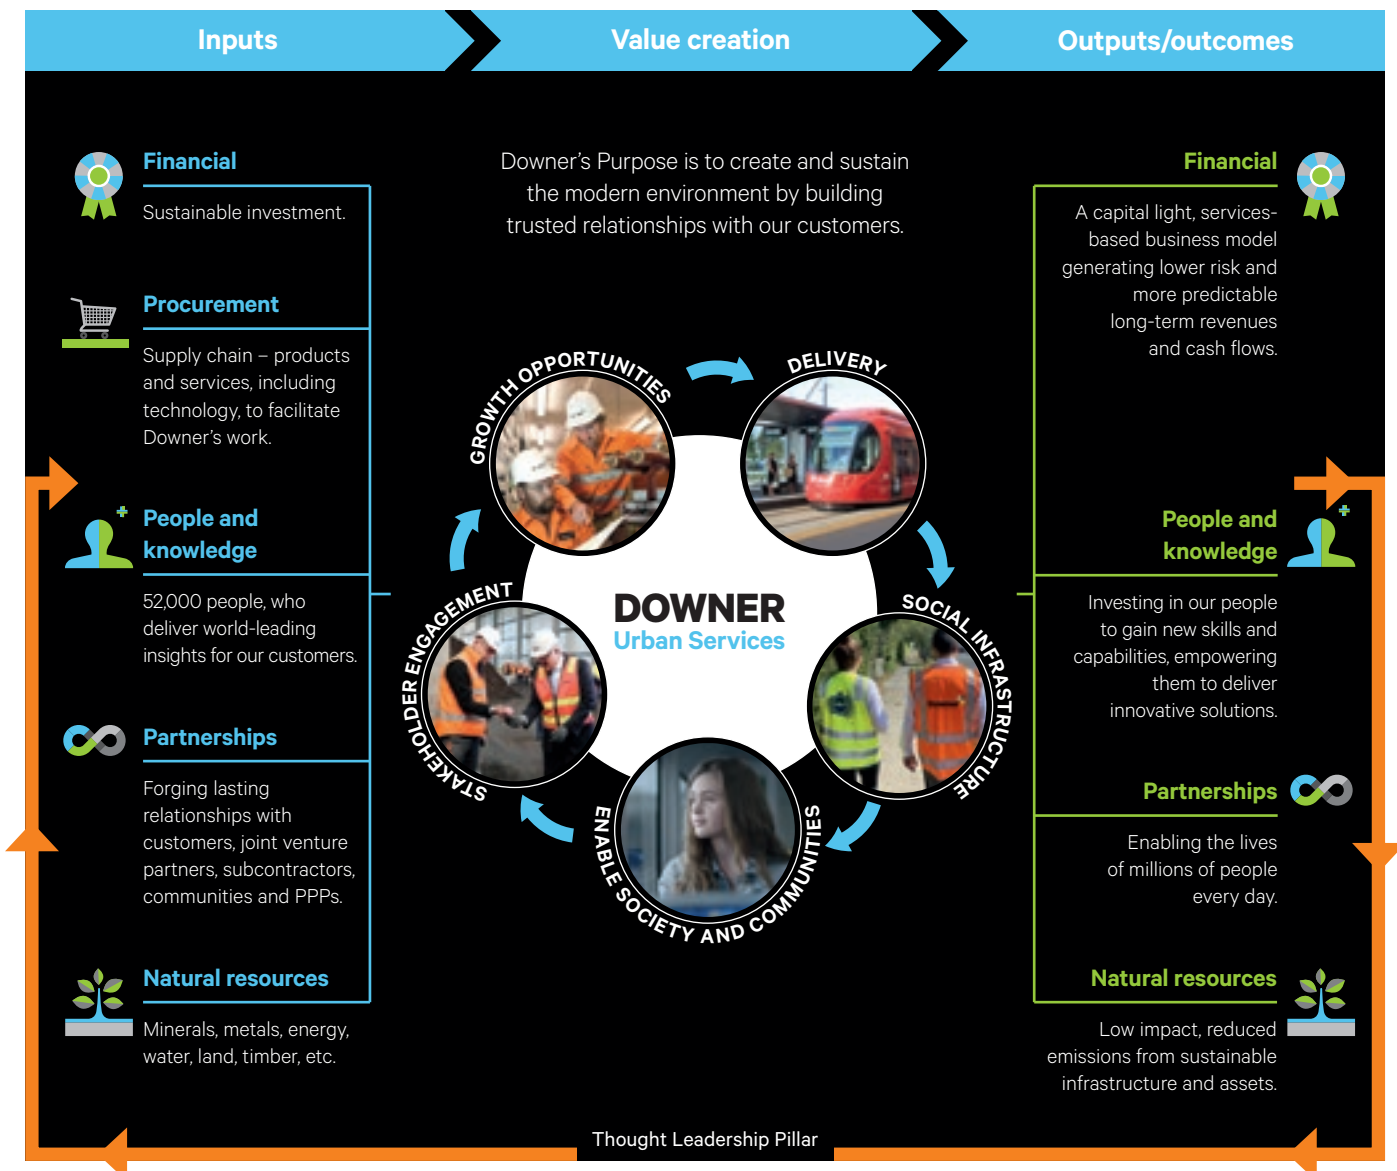 Inputs
Value creation
Outputs/outcomes
Financial
Sustainable investment.
Procurement
Supply chain – products
and services, including
technology, to facilitate
Downer’s work.
People and
knowledge
52,000 people, who
deliver world-leading
insights for our customers.
Partnerships
Forging lasting
relationships with
customers, joint venture
partners, subcontractors,
communities and PPPs.
Natural resources
Minerals, metals, energy,
water, land, timber, etc.
Downer’s Purpose is to create and sustain
the modern environment by building
trusted relationships with our customers.
GROWTH OPPORTUNITIES
DELIVERY
SOCIAL INFRASTRUCTURE
ENABLE SOCIETY AND COMMUNITIES
STAKEHOLDER ENGAGEMENT
DOWNER
Urban Services
Financial
A capital light, services-
based business model
generating lower risk and
more predictable
long-term revenues
and cash flows.
People and
knowledge
Investing in our people
to gain new skills and
capabilities, empowering
them to deliver
innovative solutions.
Partnerships
Enabling the lives
of millions of people
every day.
Natural resources
Low impact, reduced
emissions from sustainable
infrastructure and assets.
Thought Leadership Pillar